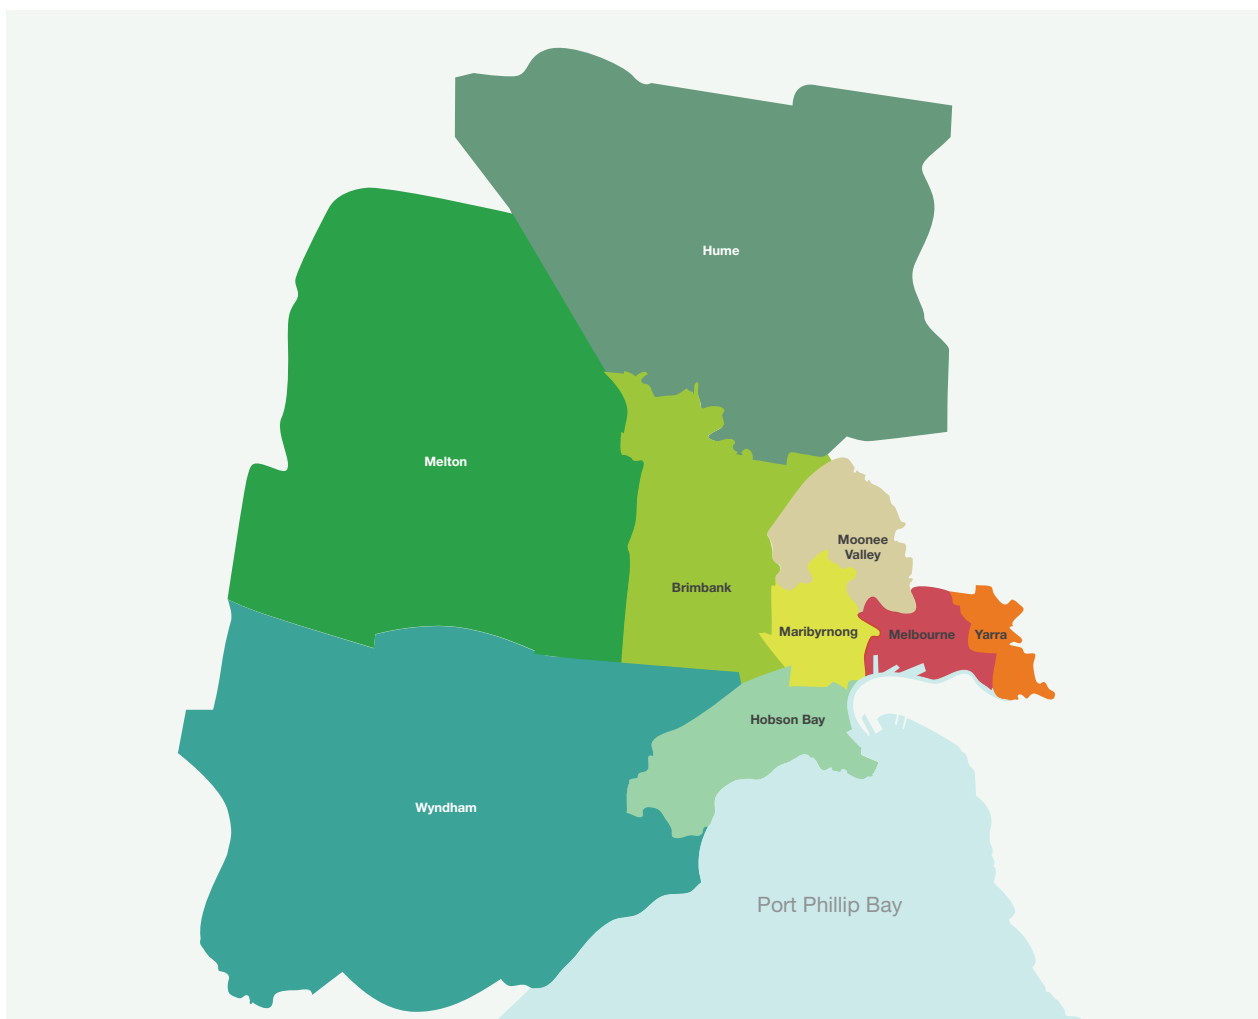 Hume
Melton
Moonee
Valley
Brimbank
Maribyrnong
Melbourne
Yarra
Hobson Bay
Wyndham
Port Phillip Bay